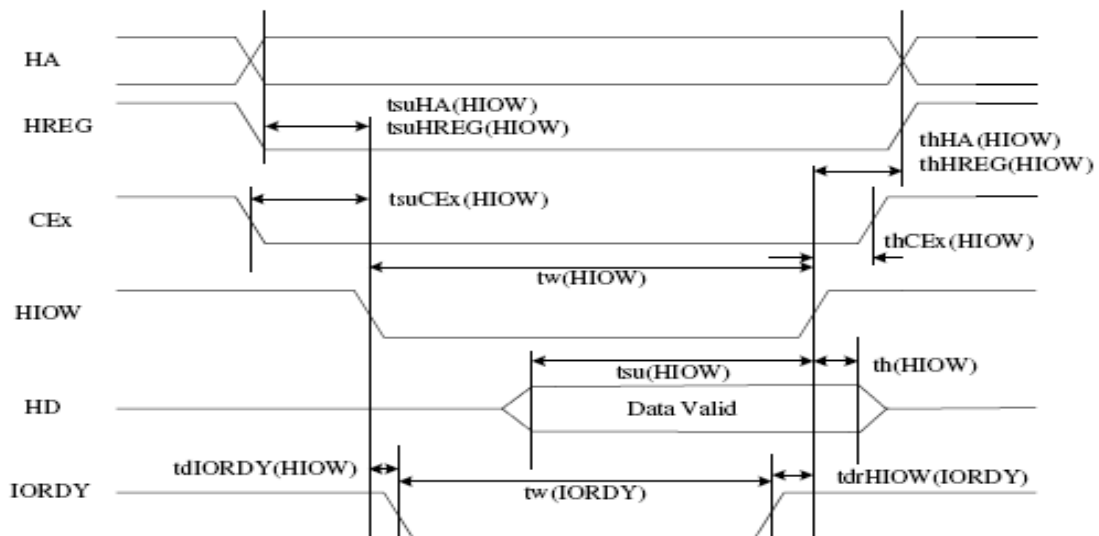 HA
tsuHA(HIOW)
HREG
tsuHREG(HIOW)
thHA(HIOW)
thHREG(HIOW)
CEx
tsuCEx(HIOW)
thCEx(HIOW)
tw(HIOW)
HIOW
tsu(HIOW)
th(HIOW)
HD
Data Valid
tdIORDY(HIOW)
tdrHIOW(IORDY)
IORDY
tw(IORDY)